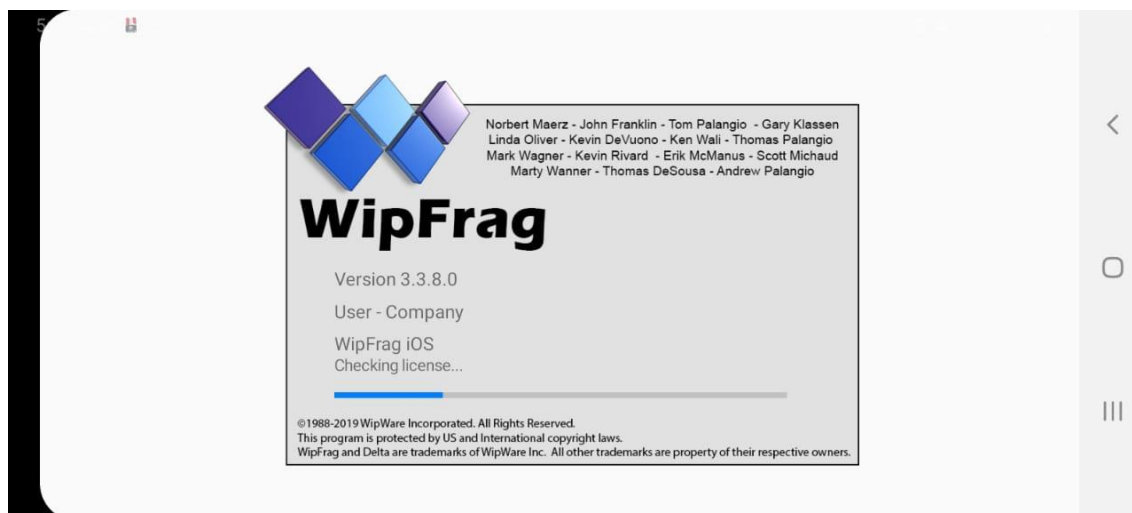 5
Norbert Maerz - John Franklin - Tom Palangio - Gary Klassen
Linda Oliver - Kevin DeVuono - Ken Wali - Thomas Palangio
Mark Wagner - Kevin Rivard - Erik McManus - Scott Michaud
Marty Wanner - Thomas DeSousa - Andrew Palangio
WipFrag
Version 3.3.8.0
User - Company
WipFrag iOS
Checking license...
©1988-2019 WipWare Incorporated. All Rights Reserved.
This program is protected by US and International copyright laws.
WipFrag and Delta are trademarks of WipWare Inc. All other trademarks are property of their respective owners.